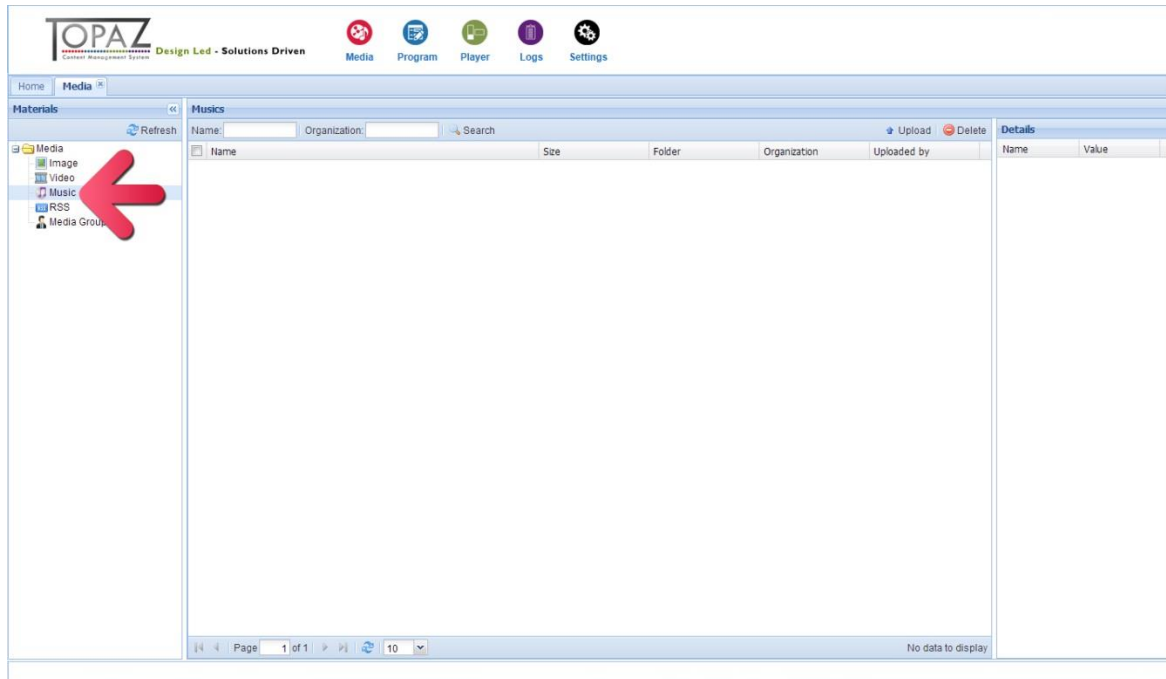 TOPAZ
Content Management System
Design Led - Solutions Driven
Media Program Player Logs Settings
Home Media
Materials
Refresh
Media
Image
Video
Music
RSS
Media Group
Musics
Name: Organization: Search Upload Delete
Name Size Folder Organization Uploaded by
Page 1 of 1 10 No data to display
Details
Name Value